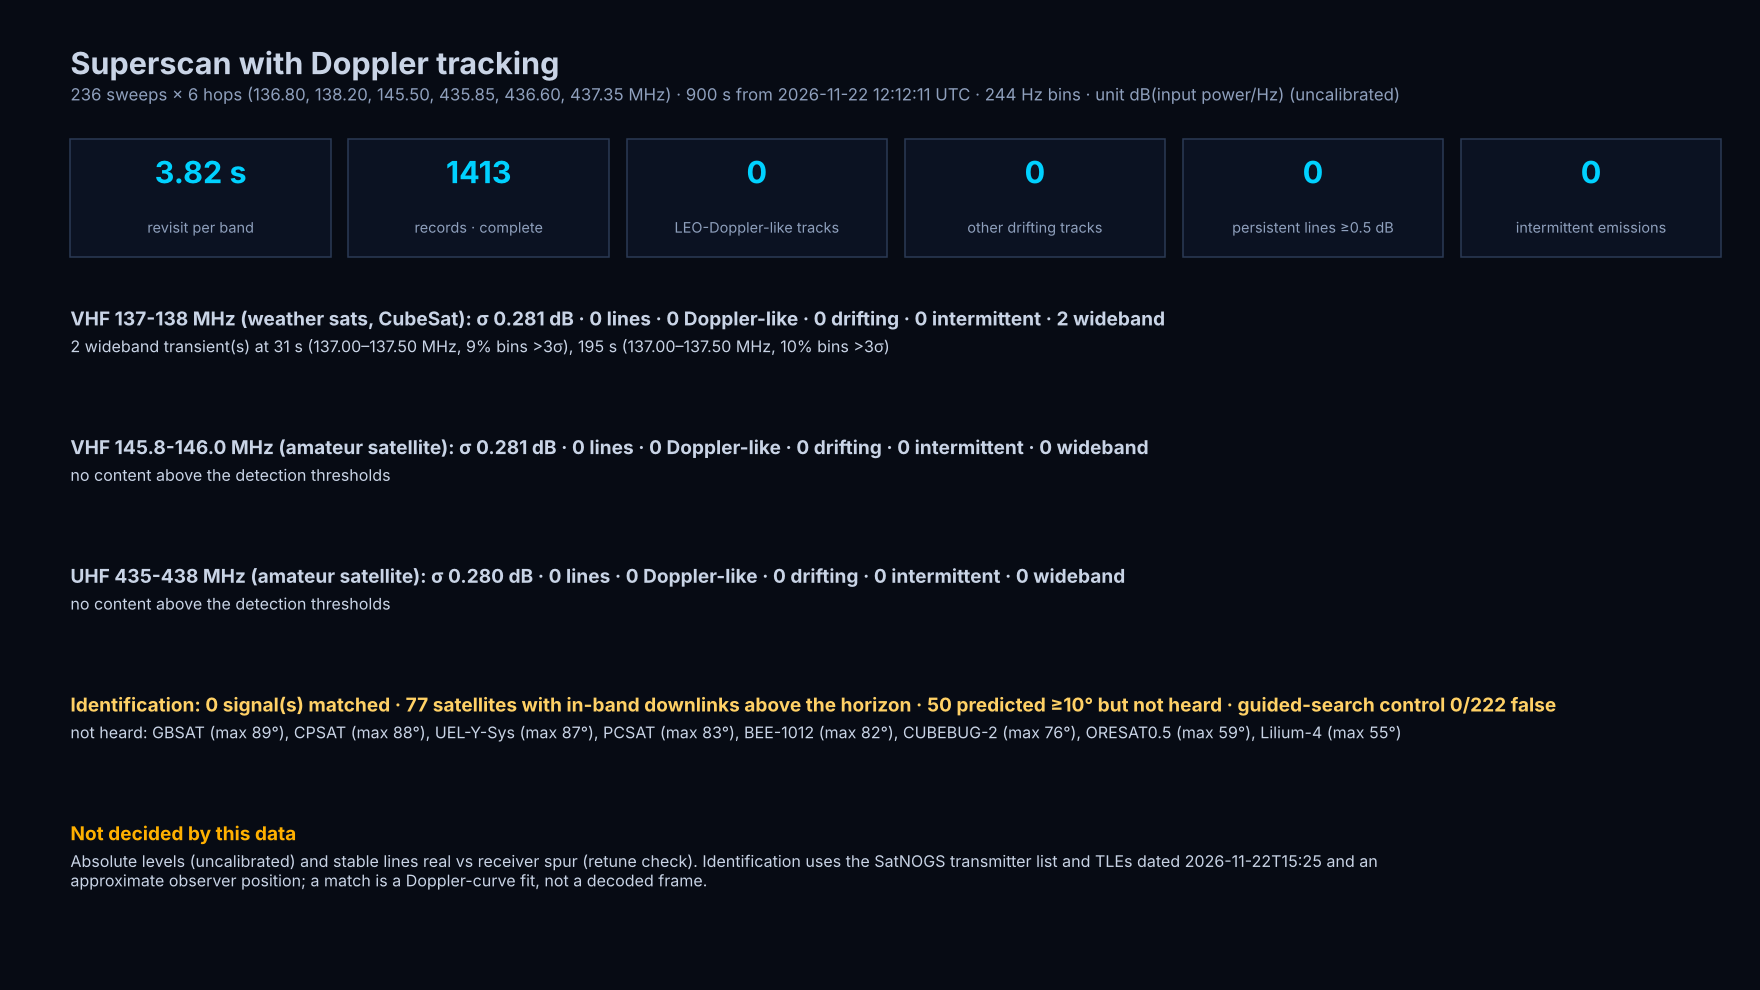 Superscan with Doppler tracking
236 sweeps × 6 hops (136.80, 138.20, 145.50, 435.85, 436.60, 437.35 MHz) · 900 s from 2026-11-22 12:12:11 UTC · 244 Hz bins · unit dB(input power/Hz) (uncalibrated)
3.82 s
revisit per band
1413
records · complete
0
LEO-Doppler-like tracks
0
other drifting tracks
0
persistent lines ≥0.5 dB
0
intermittent emissions
VHF 137-138 MHz (weather sats, CubeSat): σ 0.281 dB · 0 lines · 0 Doppler-like · 0 drifting · 0 intermittent · 2 wideband
2 wideband transient(s) at 31 s (137.00–137.50 MHz, 9% bins >3σ), 195 s (137.00–137.50 MHz, 10% bins >3σ)
VHF 145.8-146.0 MHz (amateur satellite): σ 0.281 dB · 0 lines · 0 Doppler-like · 0 drifting · 0 intermittent · 0 wideband
no content above the detection thresholds
UHF 435-438 MHz (amateur satellite): σ 0.280 dB · 0 lines · 0 Doppler-like · 0 drifting · 0 intermittent · 0 wideband
no content above the detection thresholds
Identification: 0 signal(s) matched · 77 satellites with in-band downlinks above the horizon · 50 predicted ≥10° but not heard · guided-search control 0/222 false
not heard: GBSAT (max 89°), CPSAT (max 88°), UEL-Y-Sys (max 87°), PCSAT (max 83°), BEE-1012 (max 82°), CUBEBUG-2 (max 76°), ORESAT0.5 (max 59°), Lilium-4 (max 55°)
Not decided by this data
Absolute levels (uncalibrated) and stable lines real vs receiver spur (retune check). Identification uses the SatNOGS transmitter list and TLEs dated 2026-11-22T15:25 and an
approximate observer position; a match is a Doppler-curve fit, not a decoded frame.